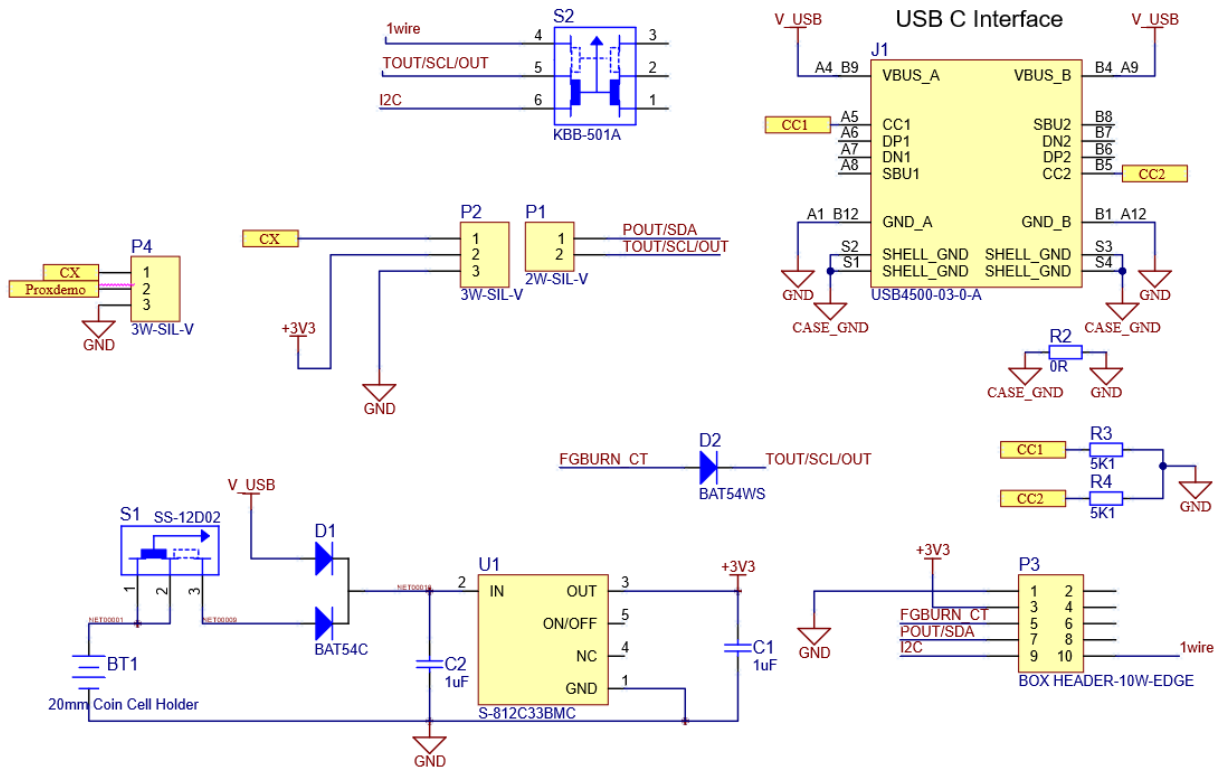 S2
1wire
4
3
TOUT/SCL/OUT
5
2
I2C
6
1
KBB-501A
USB C Interface
V_USB
V_USB
J1
A4 B9
VBUS_A
VBUS_B
B4 A9
CC1
A5
CC1
SBU2
B8
A6
DP1
DN2
B7
A7
DN1
DP2
B6
A8
SBU1
CC2
B5
CC2
A1 B12
GND_A
GND_B
B1 A12
S2
SHELL_GND
SHELL_GND
S3
S1
SHELL_GND
SHELL_GND
S4
USB4500-03-0-A
GND
GND
CASE_GND
CASE_GND
P4
CX
1
Proxdemo
2
3
3W-SIL-V
GND
P2
CX
1
2
3
3W-SIL-V
+3V3
GND
P1
1
POUT/SDA
2
TOUT/SCL/OUT
2W-SIL-V
R2
0R
CASE_GND
GND
FGBURN_CT
D2
TOUT/SCL/OUT
BAT54WS
CC1
R3
5K1
CC2
R4
5K1
GND
V_USB
S1
SS-12D02
1
2
3
NET00001
NET00009
D1
BAT54C
BT1
20mm Coin Cell Holder
C2
1uF
U1
2
IN
OUT
3
ON/OFF
5
NC
4
GND
1
S-812C33BMC
+3V3
C1
1uF
GND
+3V3
P3
1
2
3
4
FGBURN_CT
5
6
POUT/SDA
7
8
I2C
9
10
1wire
GND
BOX HEADER-10W-EDGE